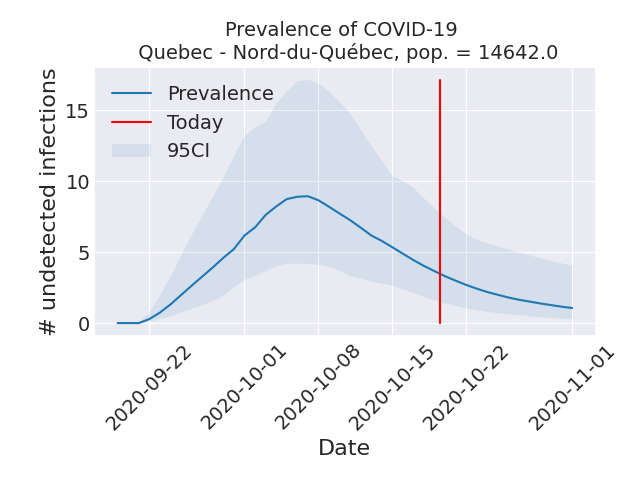 Prevalence of COVID-19
Quebec - Nord-du-Québec, pop. = 14642.0
# undetected infections
15
10
5
0
Prevalence
Today
95CI
2020-09-22
2020-10-01
2020-10-08
2020-10-15
2020-10-22
2020-11-01
Date